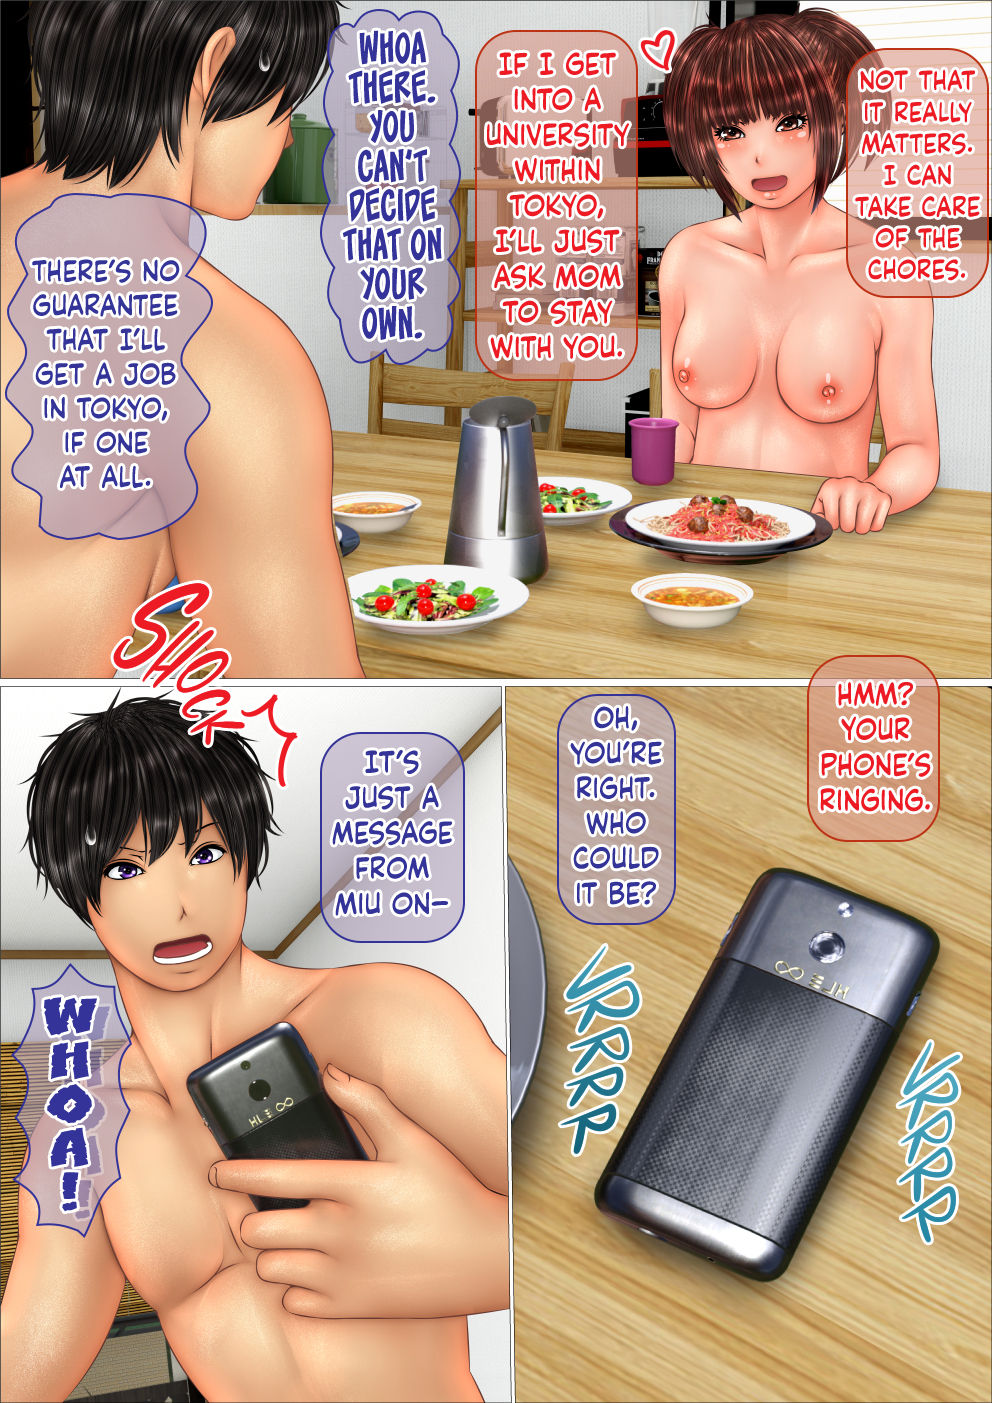 NOT THAT
IT REALLY
MATTERS.
I CAN
TAKE CARE
OF THE
CHORES.
IF I GET
INTO A
UNIVERSITY
WITHIN
TOKYO,
I'LL JUST
ASK MOM
TO STAY
WITH YOU.
WHOA
THERE.
YOU
CAN'T
DECIDE
THAT ON
YOUR
OWN.
THERE'S NO
GUARANTEE
THAT I'LL
GET A JOB
IN TOKYO,
IF ONE
AT ALL.
HMM?
YOUR
PHONE'S
RINGING.
OH,
YOU'RE
RIGHT.
WHO
COULD
IT BE?
VRRRR
VRRRR
SHOCK
IT'S
JUST A
MESSAGE
FROM
MIU ON-
WHOA!!